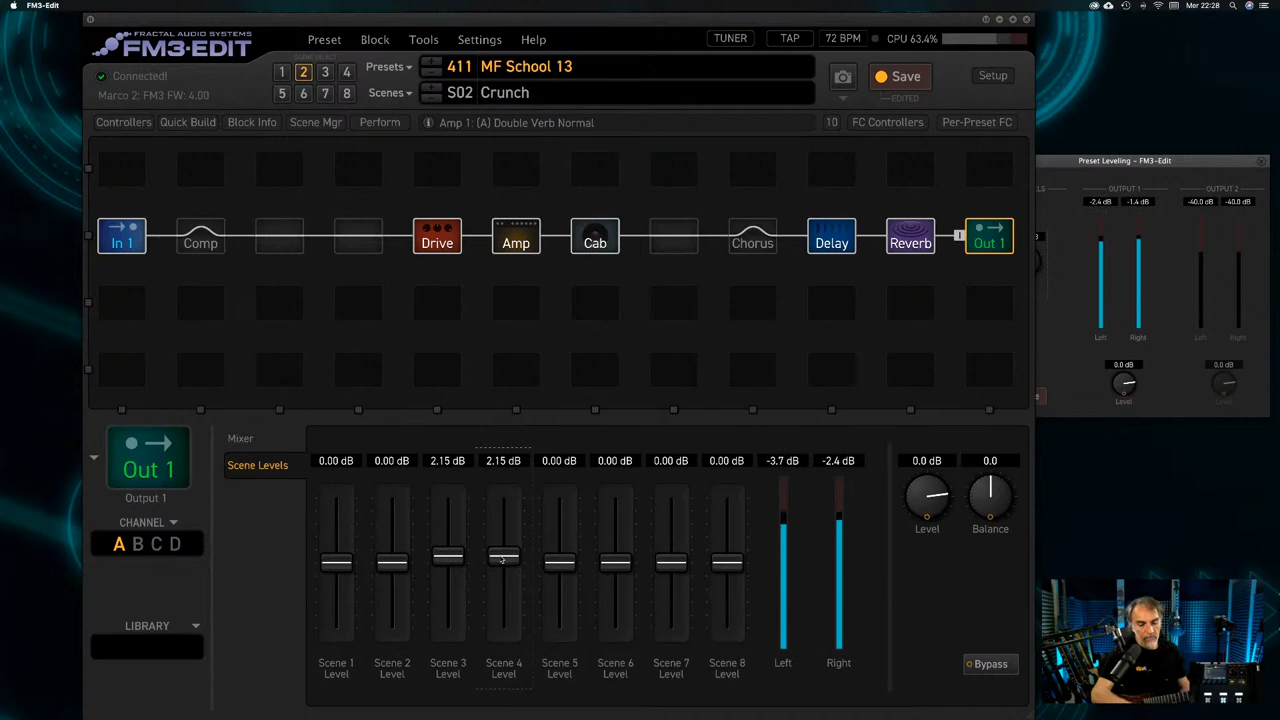 FM3-Edit
Mer 22:28
FRACTAL AUDIO SYSTEMS
FM3-EDIT
Preset Block Tools Settings Help
TUNER TAP 72 BPM CPU 63.4%
Connected!
Marco 2: FM3 FW: 4.00
SCENE SELECT
1 2 3 4
5 6 7 8
Presets 411 MF School 13
Scenes S02 Crunch
Save
EDITED
Setup
Controllers Quick Build Block Info Scene Mgr Perform Amp 1: (A) Double Verb Normal 10 FC Controllers Per-Preset FC
In 1 Comp Drive Amp Cab Chorus Delay Reverb Out 1
Preset Leveling - FM3-Edit
OUTPUT 1 OUTPUT 2
-2.4 dB -1.4 dB -40.0 dB -40.0 dB
Left Right Left Right
0.0 dB 0.0 dB
Level Level
Out 1
Output 1
CHANNEL
A B C D
LIBRARY
Mixer
Scene Levels
0.00 dB 0.00 dB 2.15 dB 2.15 dB 0.00 dB 0.00 dB 0.00 dB 0.00 dB -3.7 dB -2.4 dB 0.0 dB 0.0
Level Balance
Scene 1 Scene 2 Scene 3 Scene 4 Scene 5 Scene 6 Scene 7 Scene 8 Left Right
Level Level Level Level Level Level Level Level
Bypass